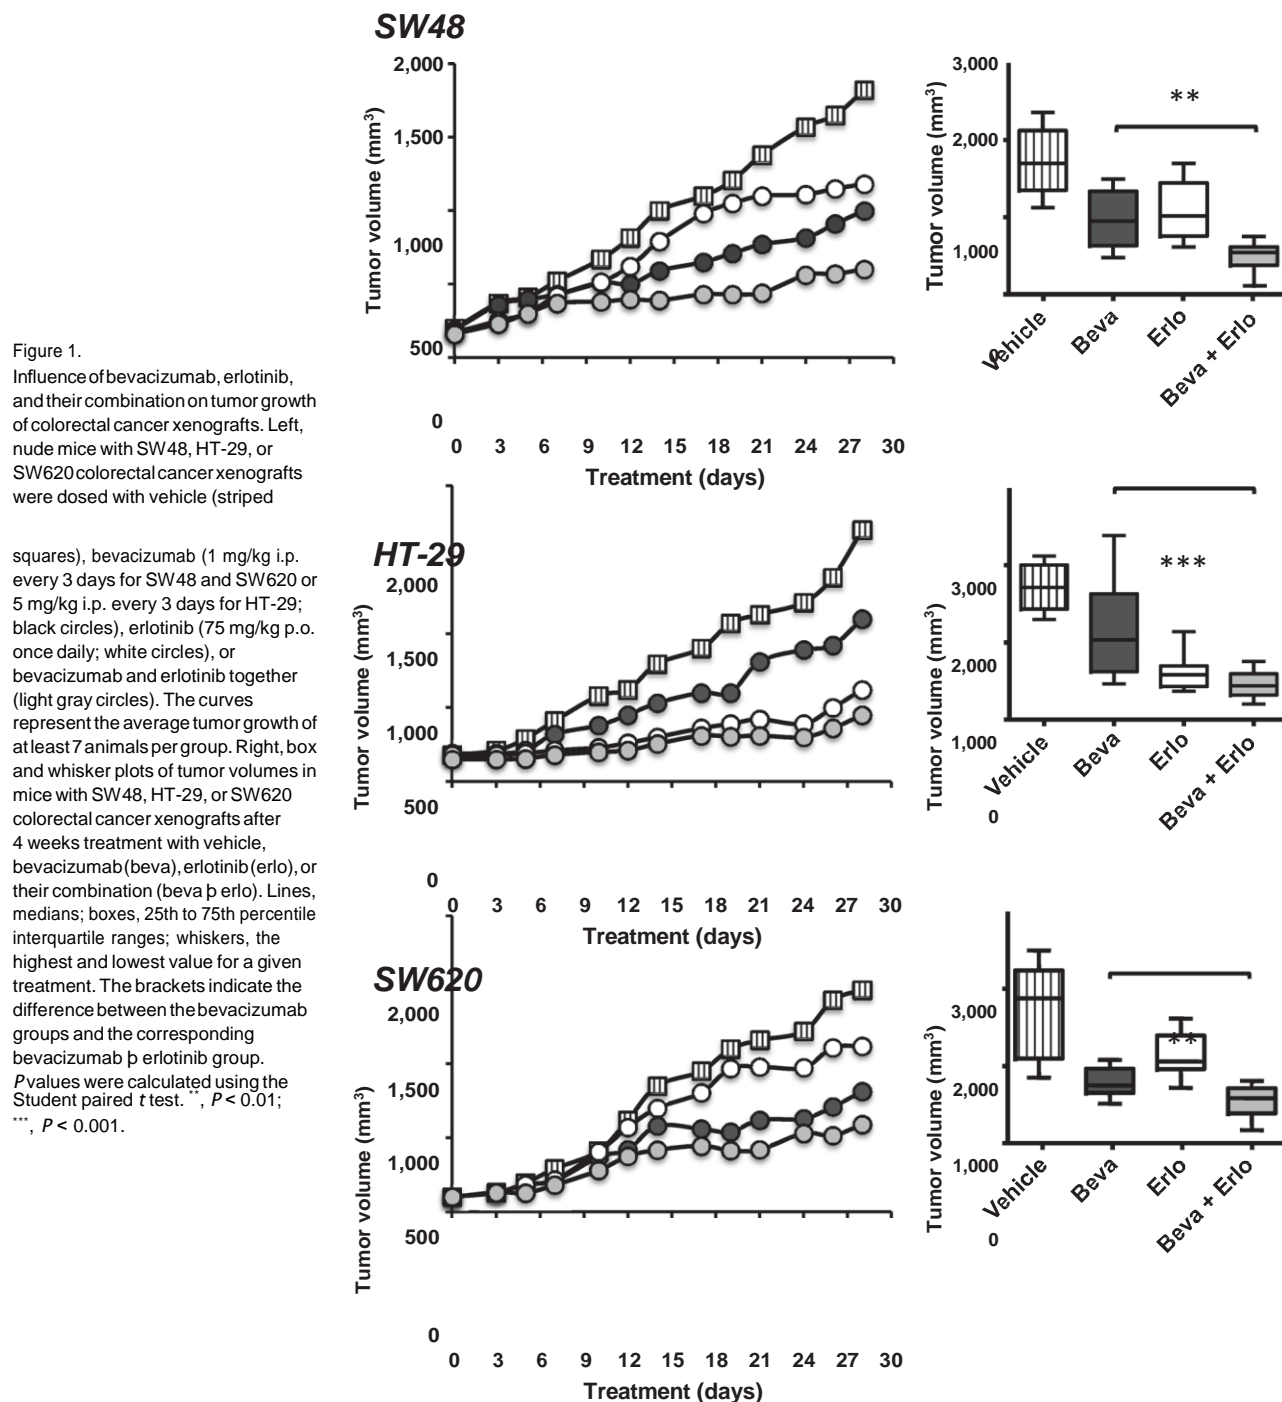 Figure 1.
Influence of bevacizumab, erlotinib,
and their combination on tumor growth
of colorectal cancer xenografts. Left,
nude mice with SW48, HT-29, or
SW620 colorectal cancer xenografts
were dosed with vehicle (striped
squares), bevacizumab (1 mg/kg i.p.
every 3 days for SW48 and SW620 or
5 mg/kg i.p. every 3 days for HT-29;
black circles), erlotinib (75 mg/kg p.o.
once daily; white circles), or
bevacizumab and erlotinib together
(light gray circles). The curves
represent the average tumor growth of
at least 7 animals per group. Right, box
and whisker plots of tumor volumes in
mice with SW48, HT-29, or SW620
colorectal cancer xenografts after
4 weeks treatment with vehicle,
bevacizumab (beva), erlotinib (erlo), or
their combination (beva þ erlo). Lines,
medians; boxes, 25th to 75th percentile
interquartile ranges; whiskers, the
highest and lowest value for a given
treatment. The brackets indicate the
difference between the bevacizumab
groups and the corresponding
bevacizumab þ erlotinib group.
P values were calculated using the
Student paired t test. **, P < 0.01;
***, P < 0.001.
SW48
Tumor volume (mm³)
2,000
1,500
1,000
500
0
0 3 6 9 12 15 18 21 24 27 30
Treatment (days)
Tumor volume (mm³)
3,000
2,000
1,000
0
**
Vehicle
Beva
Erlo
Beva + Erlo
HT-29
Tumor volume (mm³)
2,000
1,500
1,000
500
0
0 3 6 9 12 15 18 21 24 27 30
Treatment (days)
Tumor volume (mm³)
3,000
2,000
1,000
0
***
Vehicle
Beva
Erlo
Beva + Erlo
SW620
Tumor volume (mm³)
2,000
1,500
1,000
500
0
0 3 6 9 12 15 18 21 24 27 30
Treatment (days)
Tumor volume (mm³)
3,000
2,000
1,000
0
**
Vehicle
Beva
Erlo
Beva + Erlo